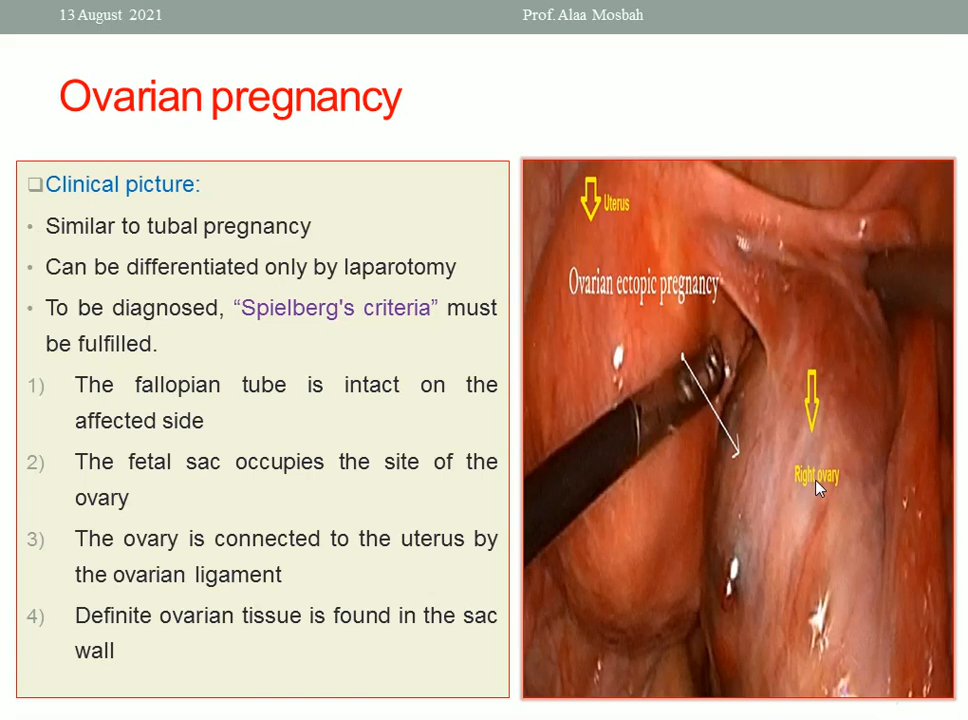 13 August 2021
Prof. Alaa Mosbah
Ovarian pregnancy
Clinical picture:
• Similar to tubal pregnancy
• Can be differentiated only by laparotomy
• To be diagnosed, “Spielberg's criteria” must
be fulfilled.
1) The fallopian tube is intact on the
affected side
2) The fetal sac occupies the site of the
ovary
3) The ovary is connected to the uterus by
the ovarian ligament
4) Definite ovarian tissue is found in the sac
wall
Uterus
Ovarian ectopic pregnancy
Right ovary